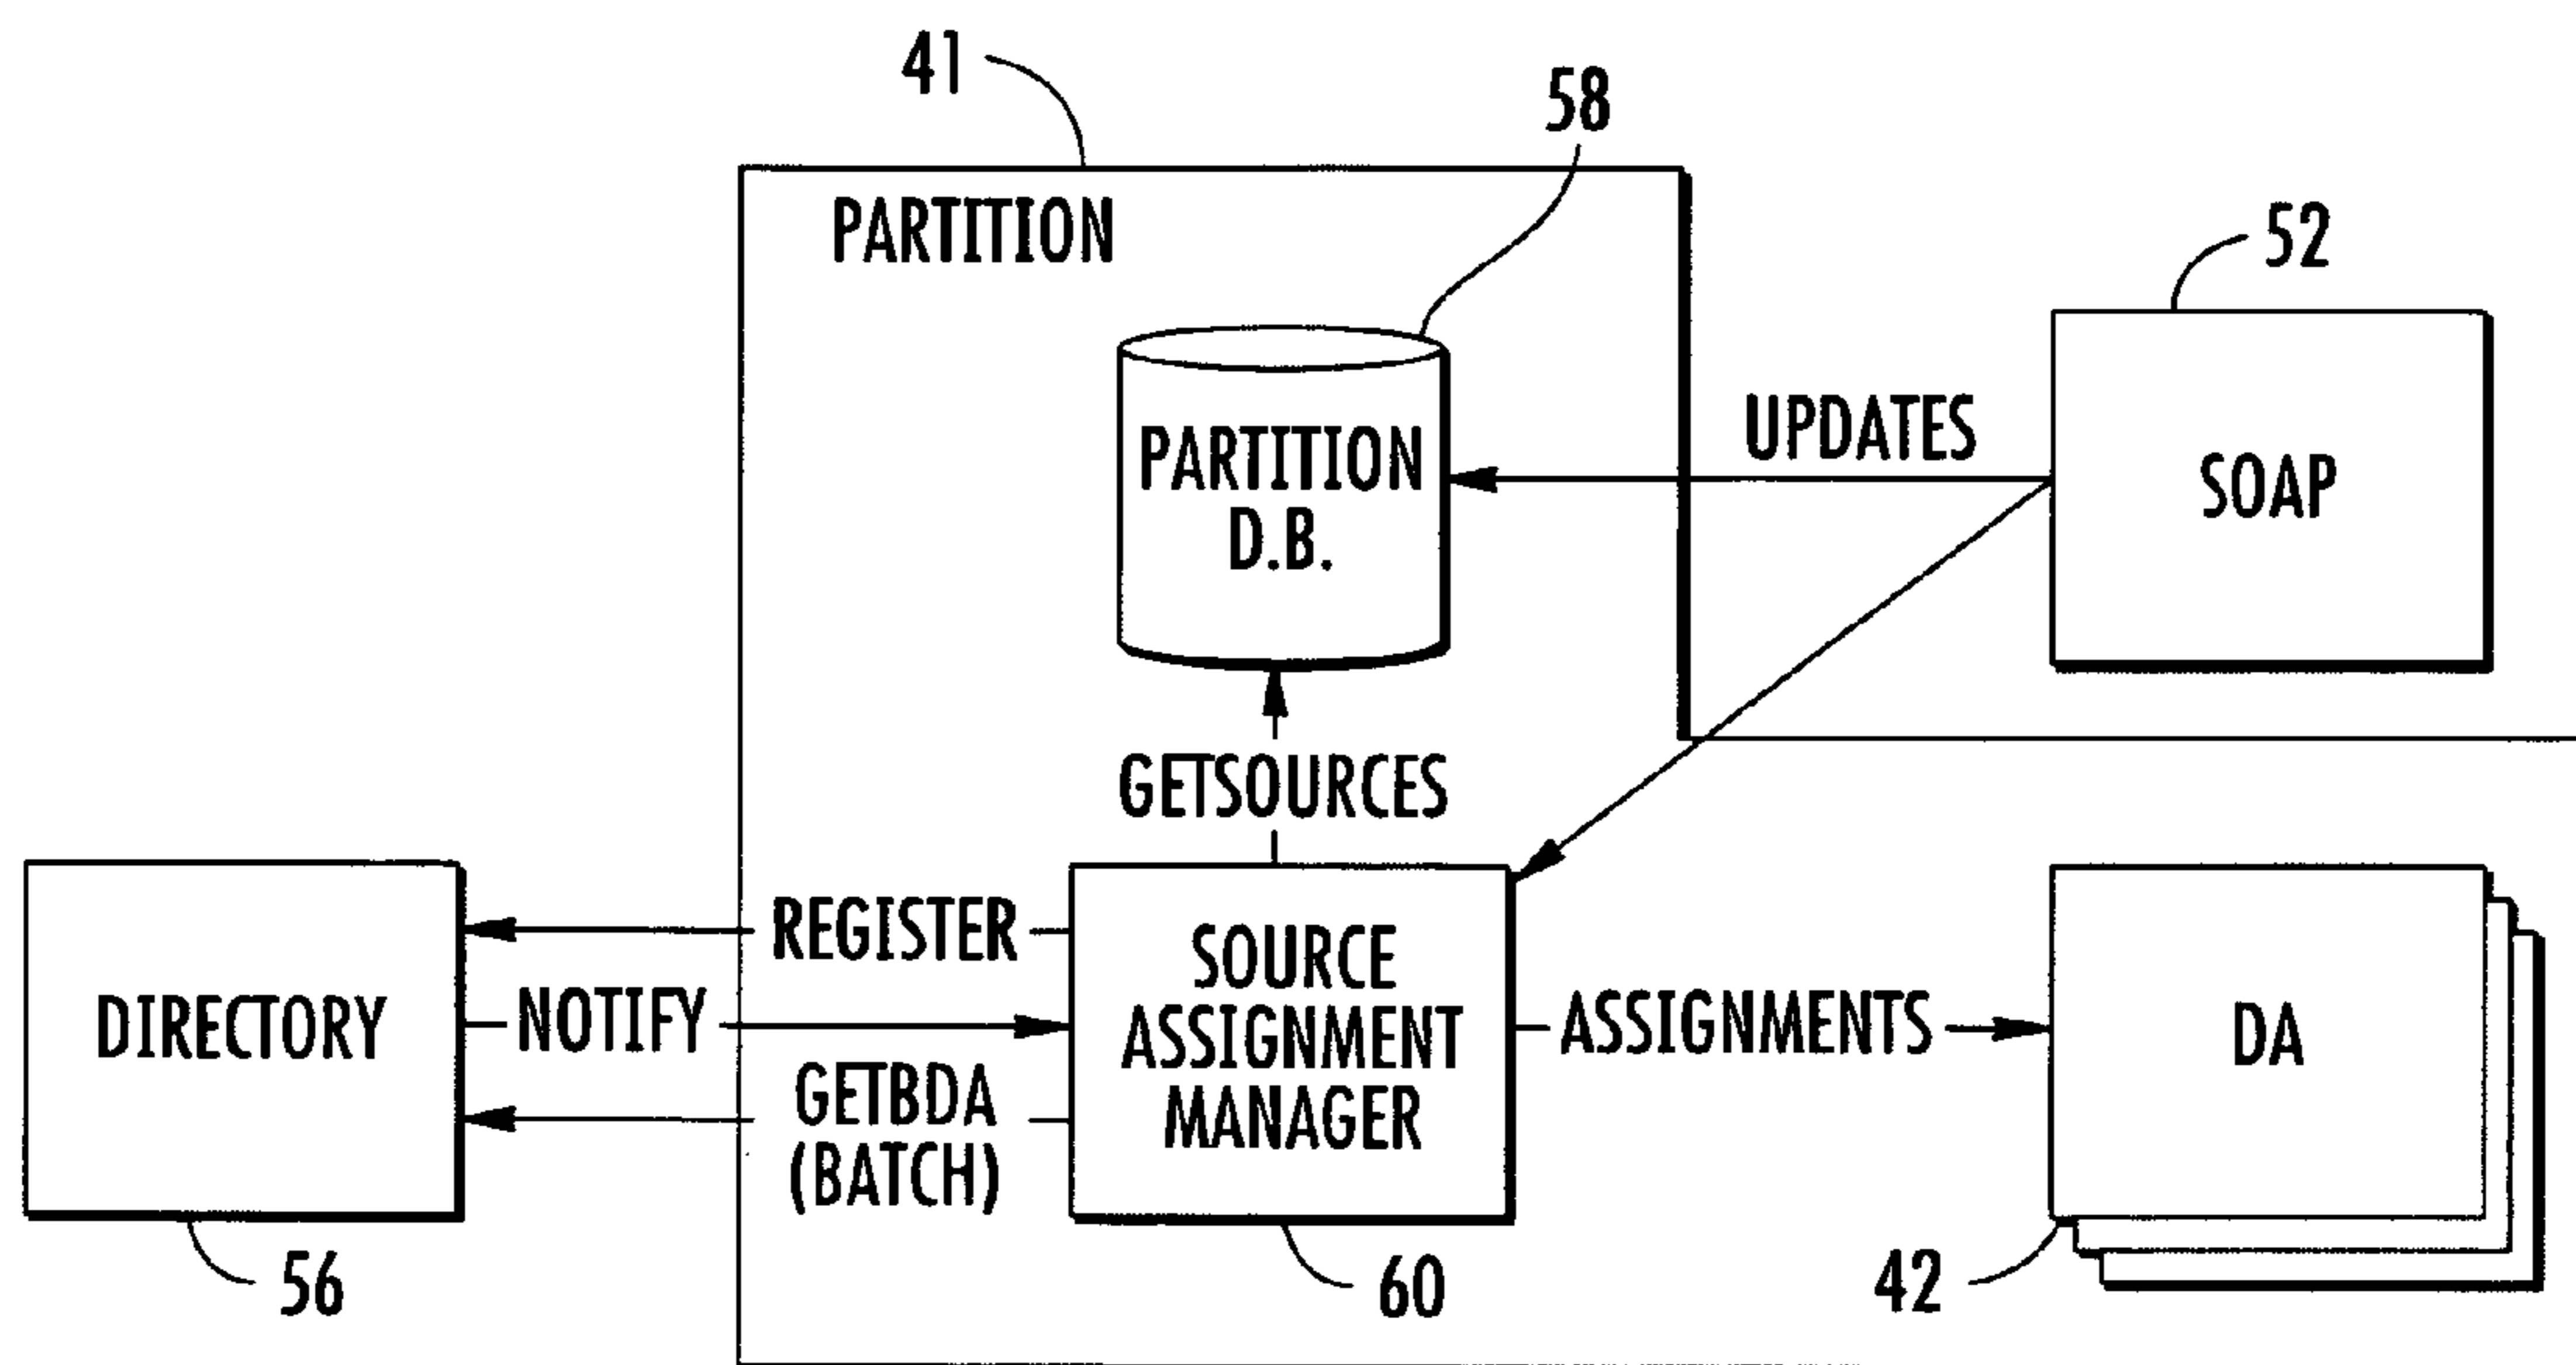 41
58
PARTITION
52
UPDATES
PARTITION
D.B.
SOAP
GETSOURCES
REGISTER
DIRECTORY
NOTIFY
GETBDA
(BATCH)
SOURCE
ASSIGNMENT
MANAGER
ASSIGNMENTS
DA
56
60
42